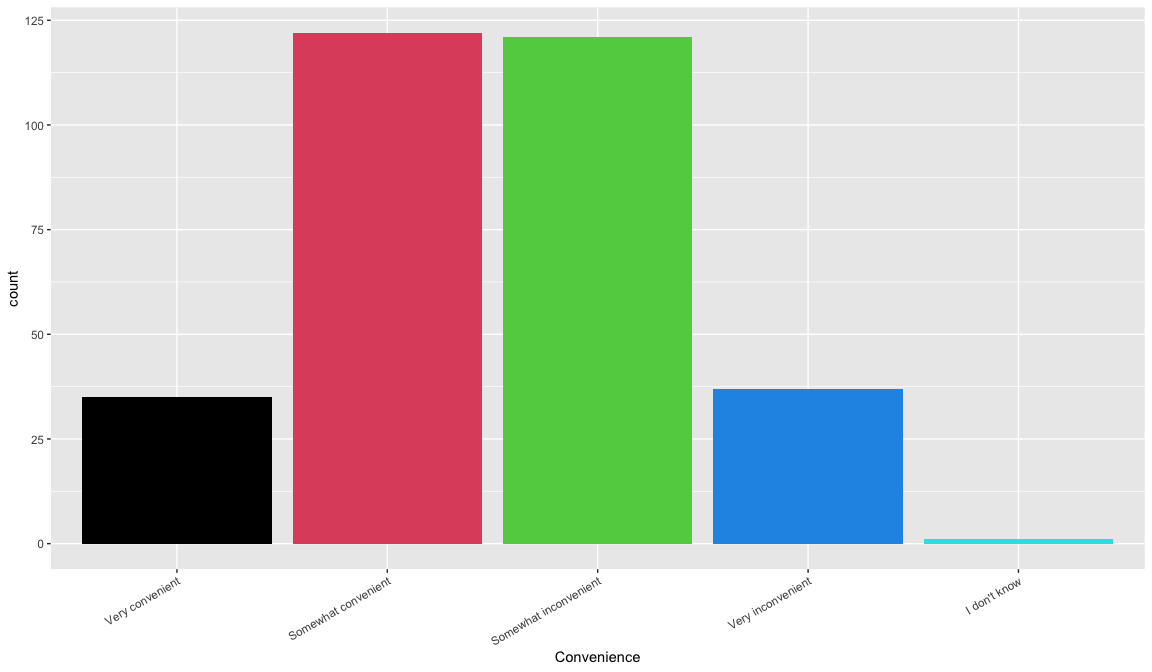 125
100
75
50
25
0
count
Very convenient
Somewhat convenient
Somewhat inconvenient
Very inconvenient
I don't know
Convenience